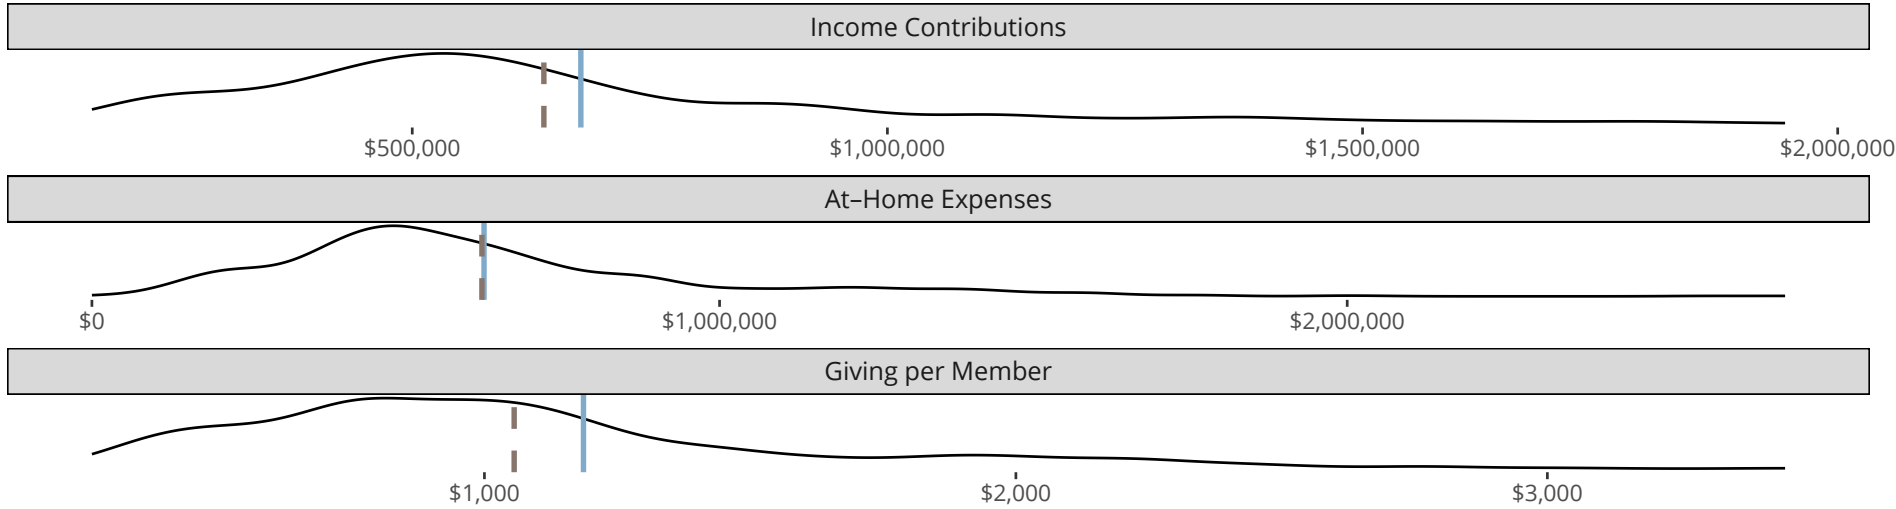 Income Contributions
$500,000 $1,000,000 $1,500,000 $2,000,000
At–Home Expenses
$0 $1,000,000 $2,000,000
Giving per Member
$1,000 $2,000 $3,000